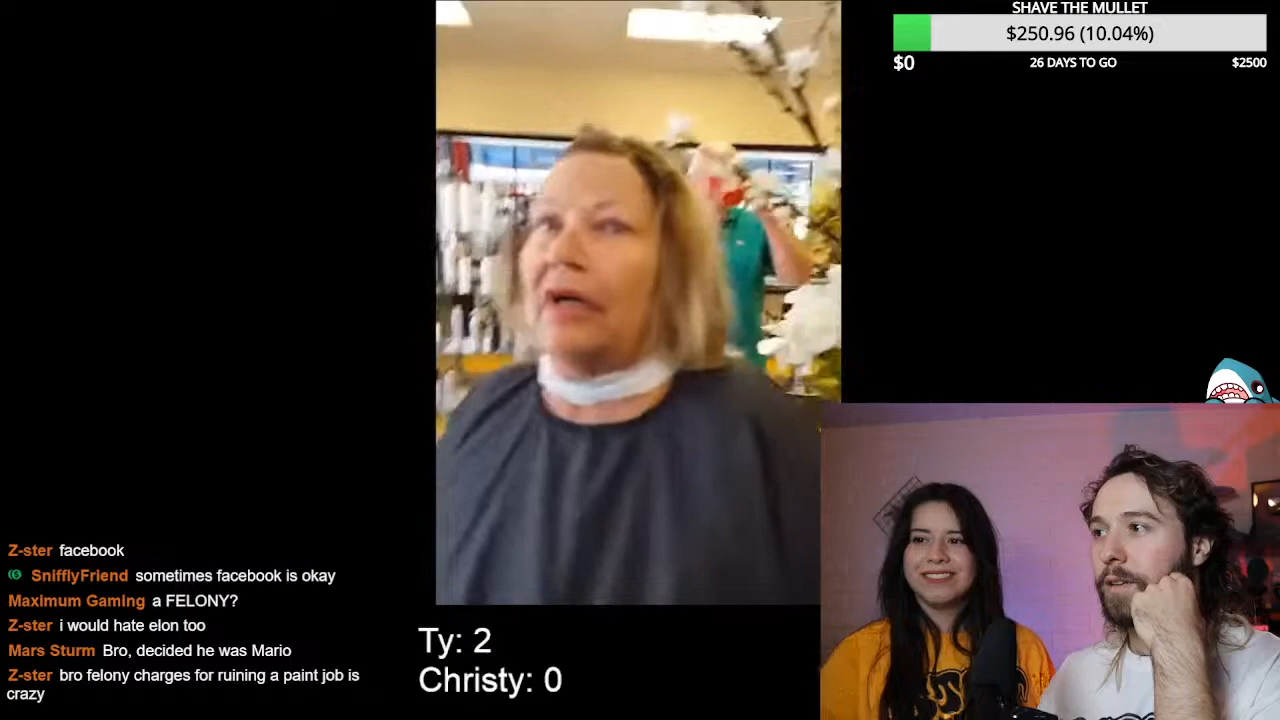 SHAVE THE MULLET
$250.96 (10.04%)
$0 26 DAYS TO GO $2500
Z-ster facebook
SnifflyFriend sometimes facebook is okay
Maximum Gaming a FELONY?
Z-ster i would hate elon too
Mars Sturm Bro, decided he was Mario
Z-ster bro felony charges for ruining a paint job is
crazy
Ty: 2
Christy: 0